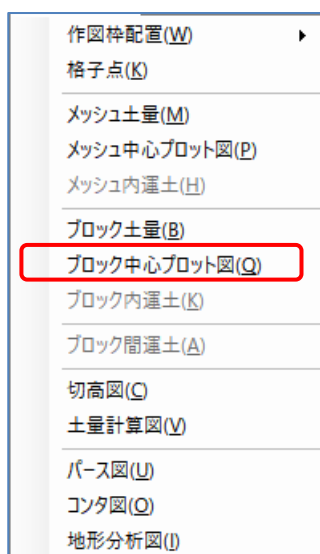 作図枠配置(W)
格子点(K)
メッシュ土量(M)
メッシュ中心プロット図(P)
メッシュ内運土(H)
ブロック土量(B)
ブロック中心プロット図(Q)
ブロック内運土(K)
ブロック間運土(A)
切高図(C)
土量計算図(V)
パース図(U)
コンタ図(O)
地形分析図(I)